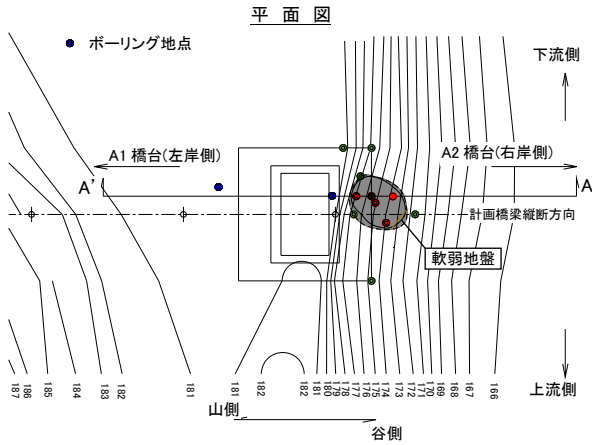 平 面 図
ボーリング地点
下流側
A1 橋台(左岸側)
A2 橋台(右岸側)
A'
A
計画橋梁縦断方向
軟弱地盤
187
186
185
184
183
182
181
181
182
182
181
180
179
178
177
176
175
174
173
172
171
170
169
168
167
166
上流側
山側
谷側